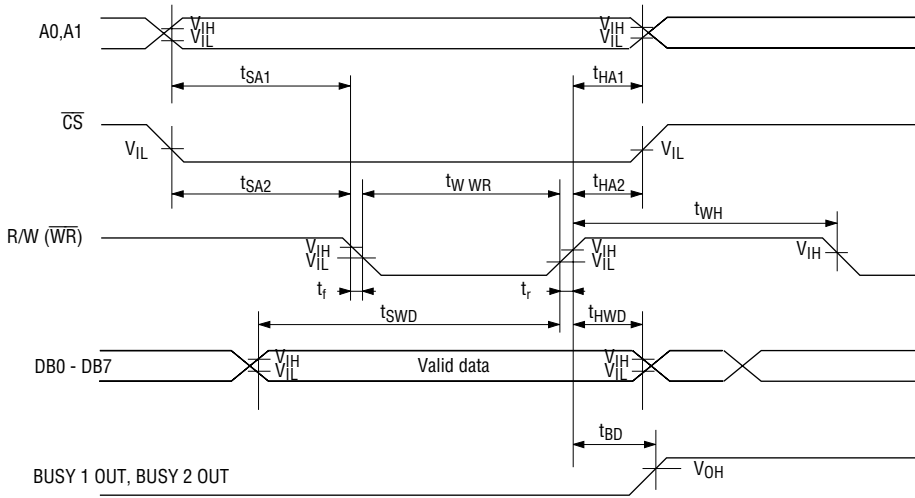 A0,A1
VIH
VIL
VIH
VIL
tSA1
tHA1
CS
VIL
VIL
tSA2
tW WR
tHA2
tWH
R/W (WR)
VIH
VIL
VIH
VIL
VIH
tf
tr
tSWD
tHWD
DB0 - DB7
VIH
VIL
Valid data
VIH
VIL
tBD
BUSY 1 OUT, BUSY 2 OUT
VOH